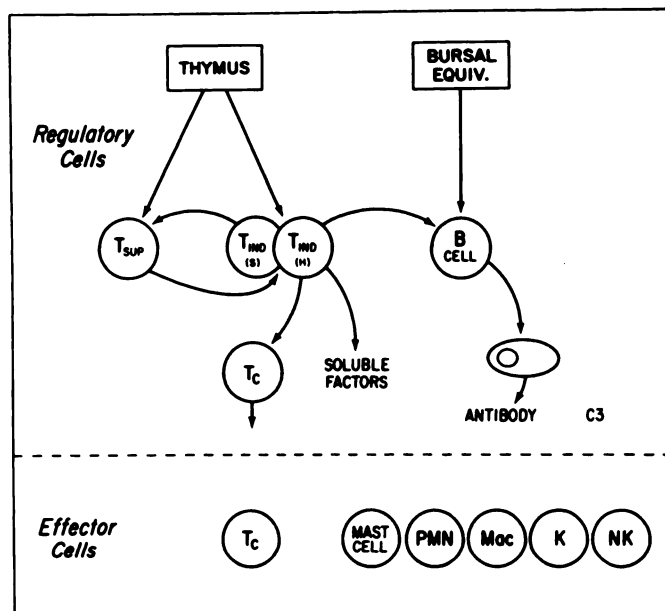 THYMUS
BURSAL
EQUIV.
Regulatory
Cells
TSUP
TIND
(S)
TIND
(H)
B
CELL
TC
SOLUBLE
FACTORS
ANTIBODY C3
Effector
Cells
TC
MAST
CELL
PMN
Mac
K
NK